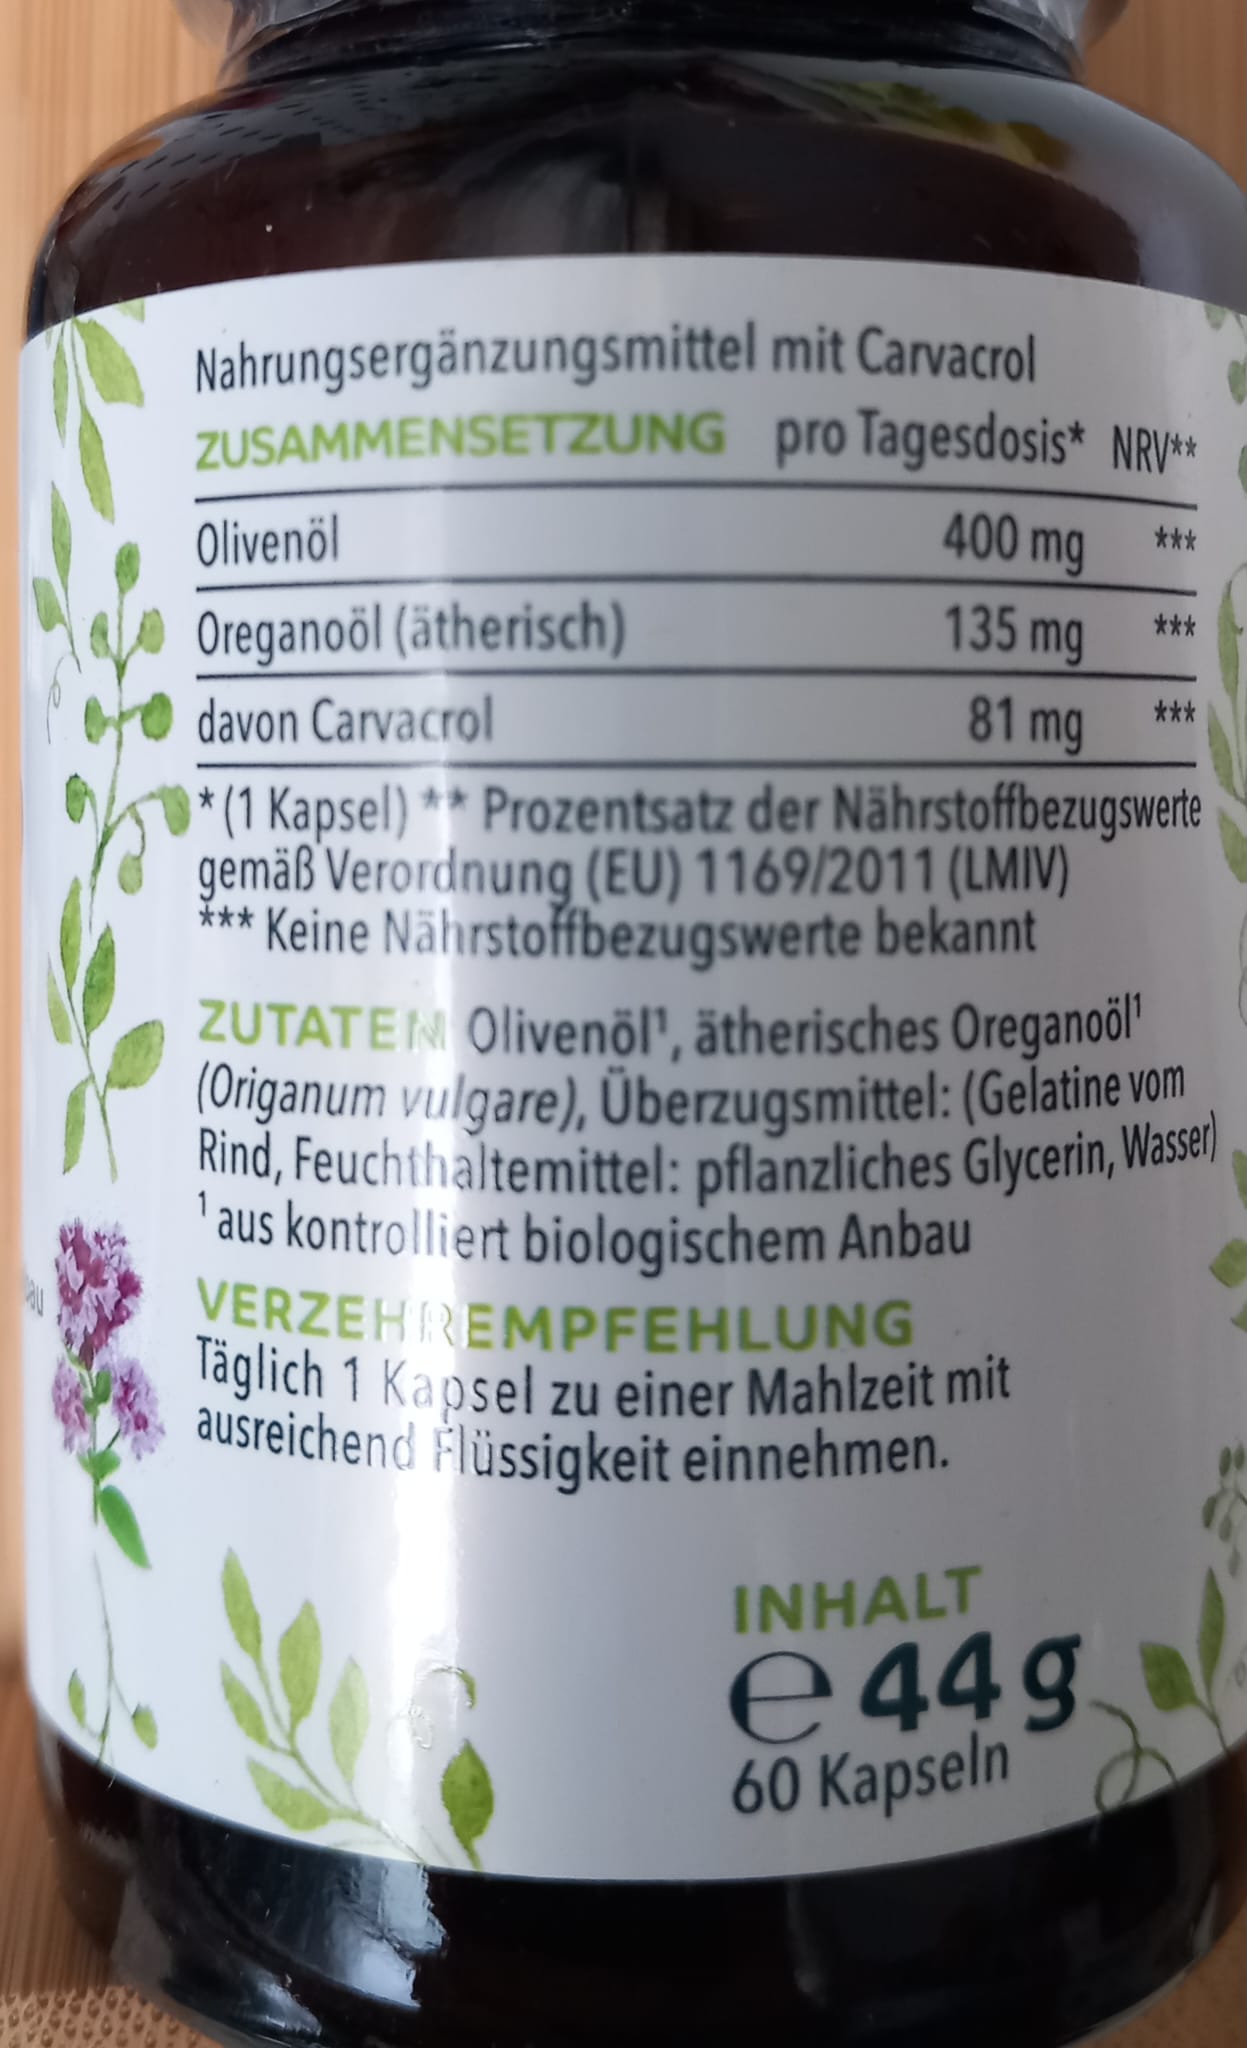 Nahrungsergänzungsmittel mit Carvacrol
ZUSAMMENSETZUNG pro Tagesdosis* NRV**
Olivenöl 400 mg ***
Oreganoöl (ätherisch) 135 mg ***
davon Carvacrol 81 mg ***
* (1 Kapsel) ** Prozentsatz der Nährstoffbezugswerte
gemäß Verordnung (EU) 1169/2011 (LMIV)
*** Keine Nährstoffbezugswerte bekannt
ZUTATEN Olivenöl¹, ätherisches Oreganoöl¹
(Origanum vulgare), Überzugsmittel: (Gelatine vom
Rind, Feuchthaltemittel: pflanzliches Glycerin, Wasser)
¹ aus kontrolliert biologischem Anbau
VERZEHREMPFEHLUNG
Täglich 1 Kapsel zu einer Mahlzeit mit
ausreichend Flüssigkeit einnehmen.
INHALT
℮ 44 g
60 Kapseln